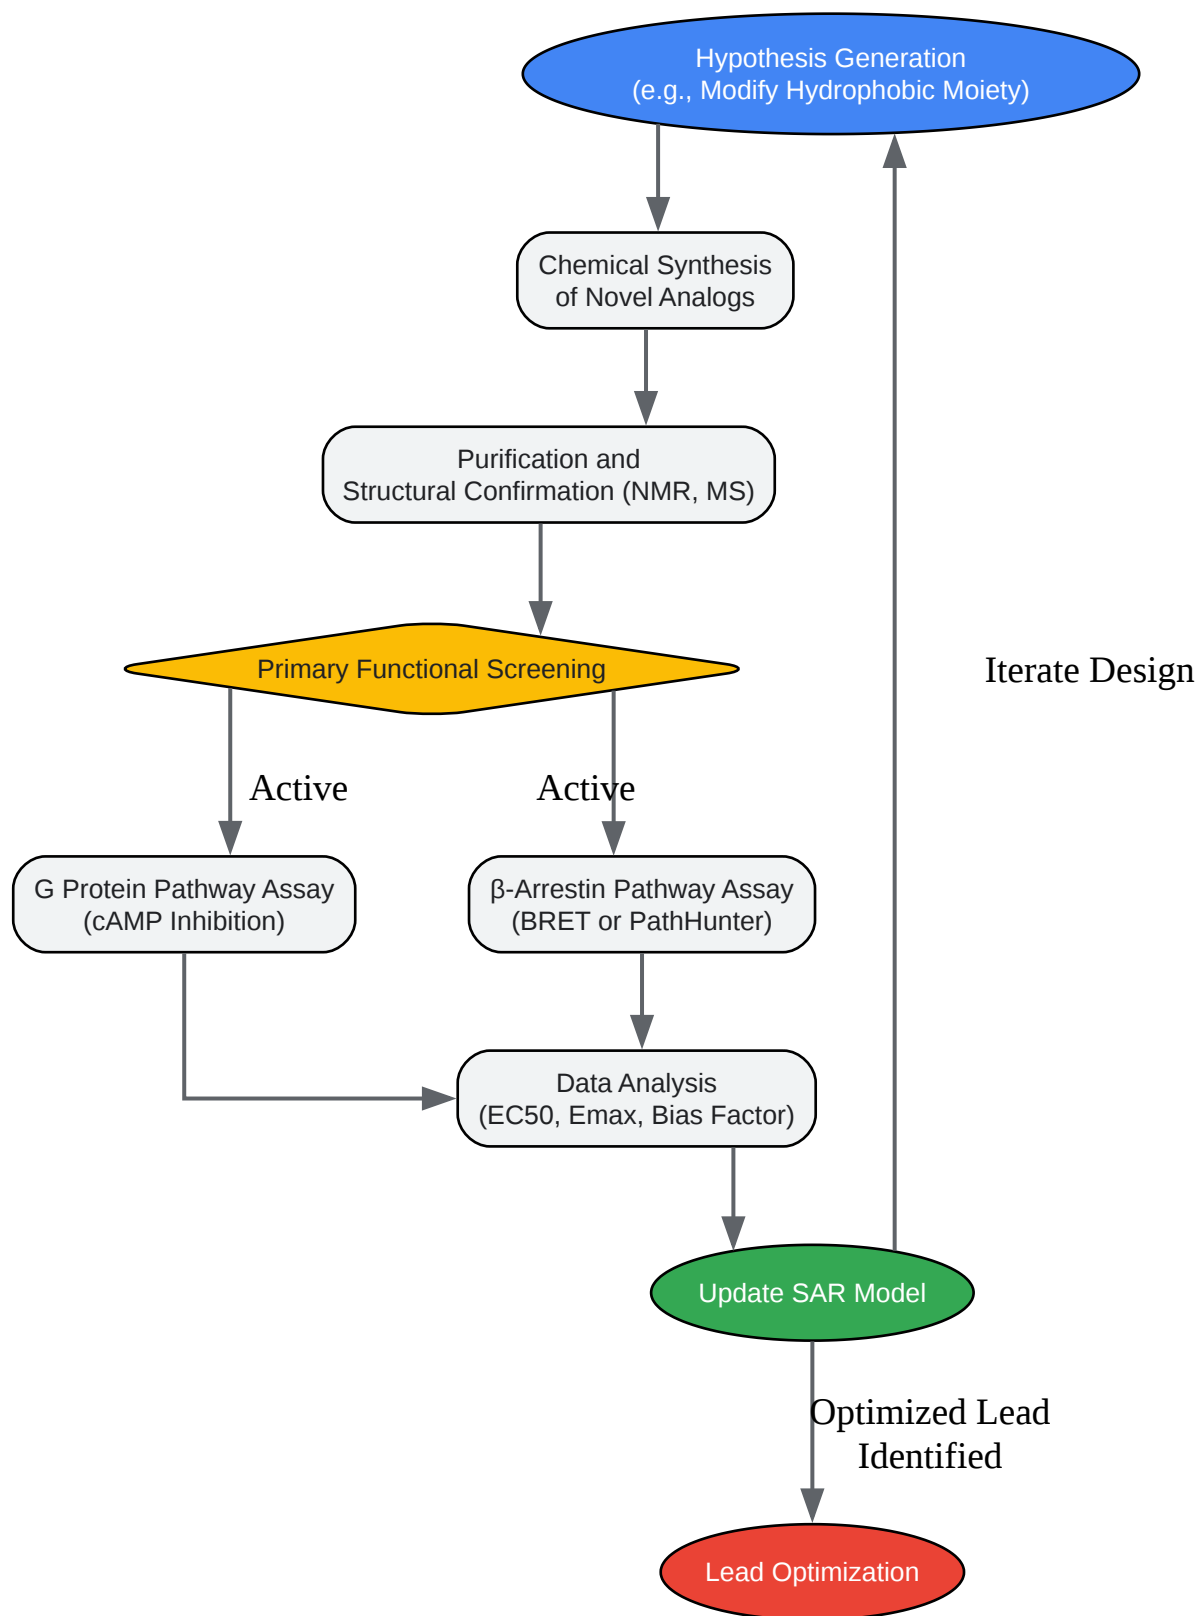 Hypothesis Generation
(e.g., Modify Hydrophobic Moiety)
Chemical Synthesis
of Novel Analogs
Purification and
Structural Confirmation (NMR, MS)
Primary Functional Screening
Iterate Design
Active
Active
G Protein Pathway Assay
(cAMP Inhibition)
β-Arrestin Pathway Assay
(BRET or PathHunter)
Data Analysis
(EC50, Emax, Bias Factor)
Update SAR Model
Optimized Lead
Identified
Lead Optimization